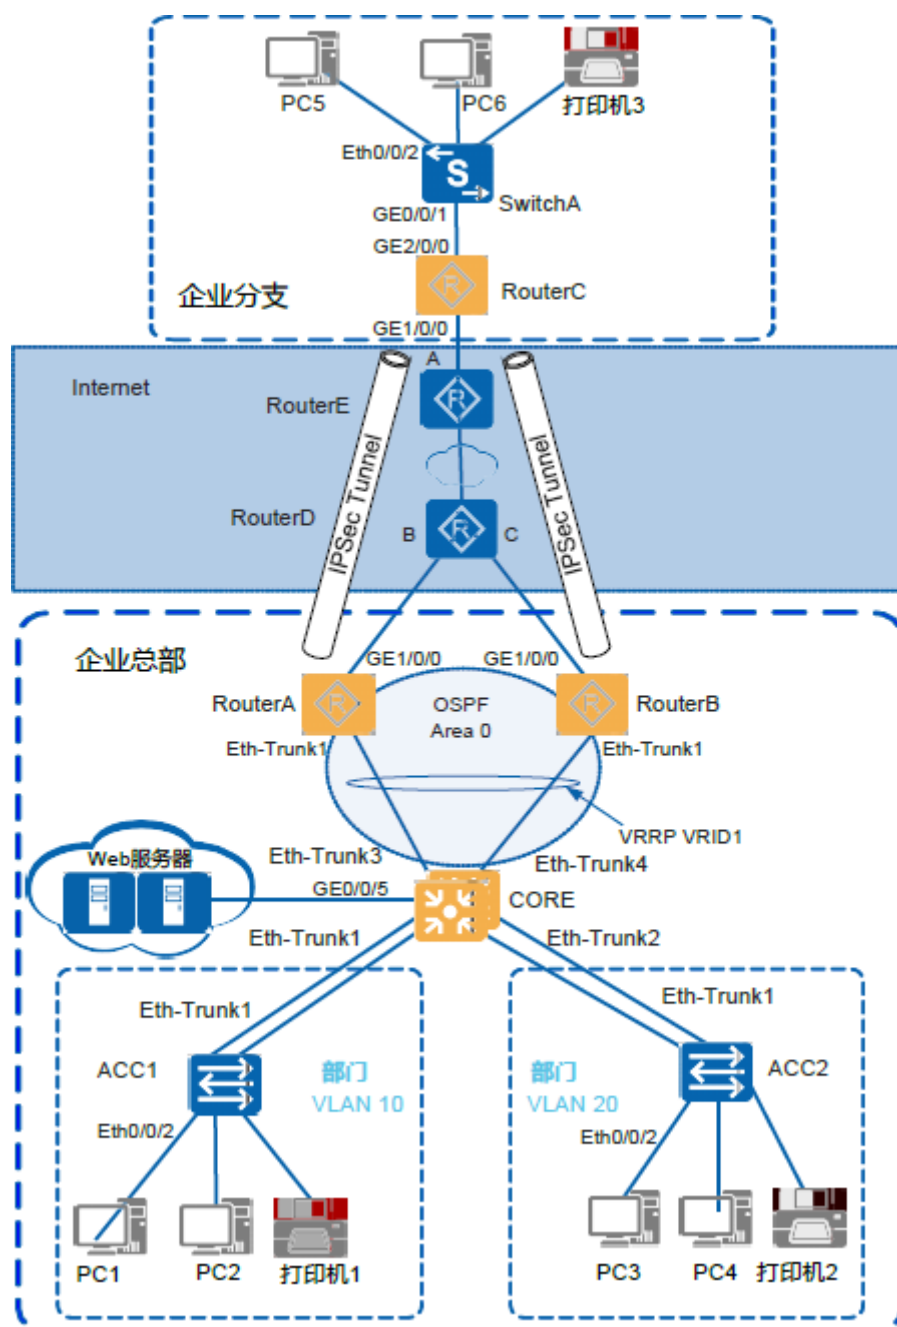 PC5
PC6
打印机3
Eth0/0/2
S
SwitchA
GE0/0/1
GE2/0/0
R
RouterC
企业分支
GE1/0/0
A
Internet
R
RouterE
IPSec Tunnel
IPSec Tunnel
RouterD
B
R
C
企业总部
GE1/0/0
GE1/0/0
RouterA
R
OSPF
Area 0
R
RouterB
Eth-Trunk1
Eth-Trunk1
VRRP VRID1
Web服务器
Eth-Trunk3
Eth-Trunk4
GE0/0/5
CORE
Eth-Trunk1
Eth-Trunk2
Eth-Trunk1
Eth-Trunk1
ACC1
部门
VLAN 10
部门
VLAN 20
ACC2
Eth0/0/2
Eth0/0/2
PC1
PC2
打印机1
PC3
PC4
打印机2